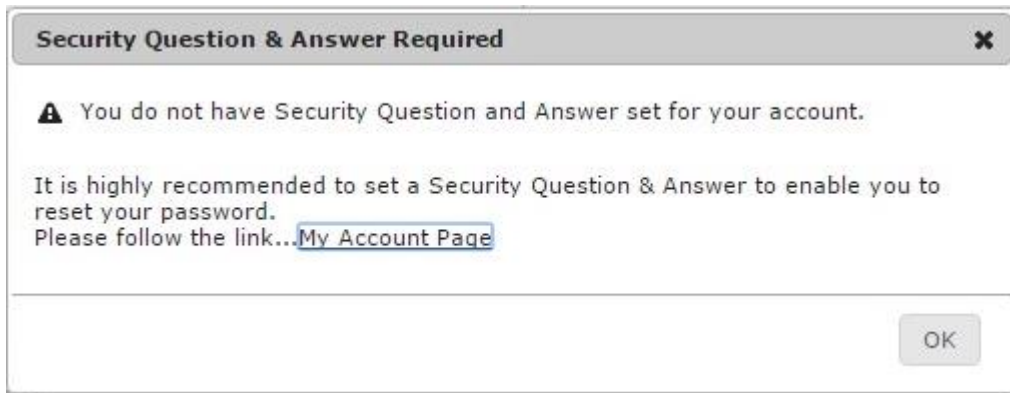 Security Question & Answer Required
You do not have Security Question and Answer set for your account.
It is highly recommended to set a Security Question & Answer to enable you to
reset your password.
Please follow the link...My Account Page
OK